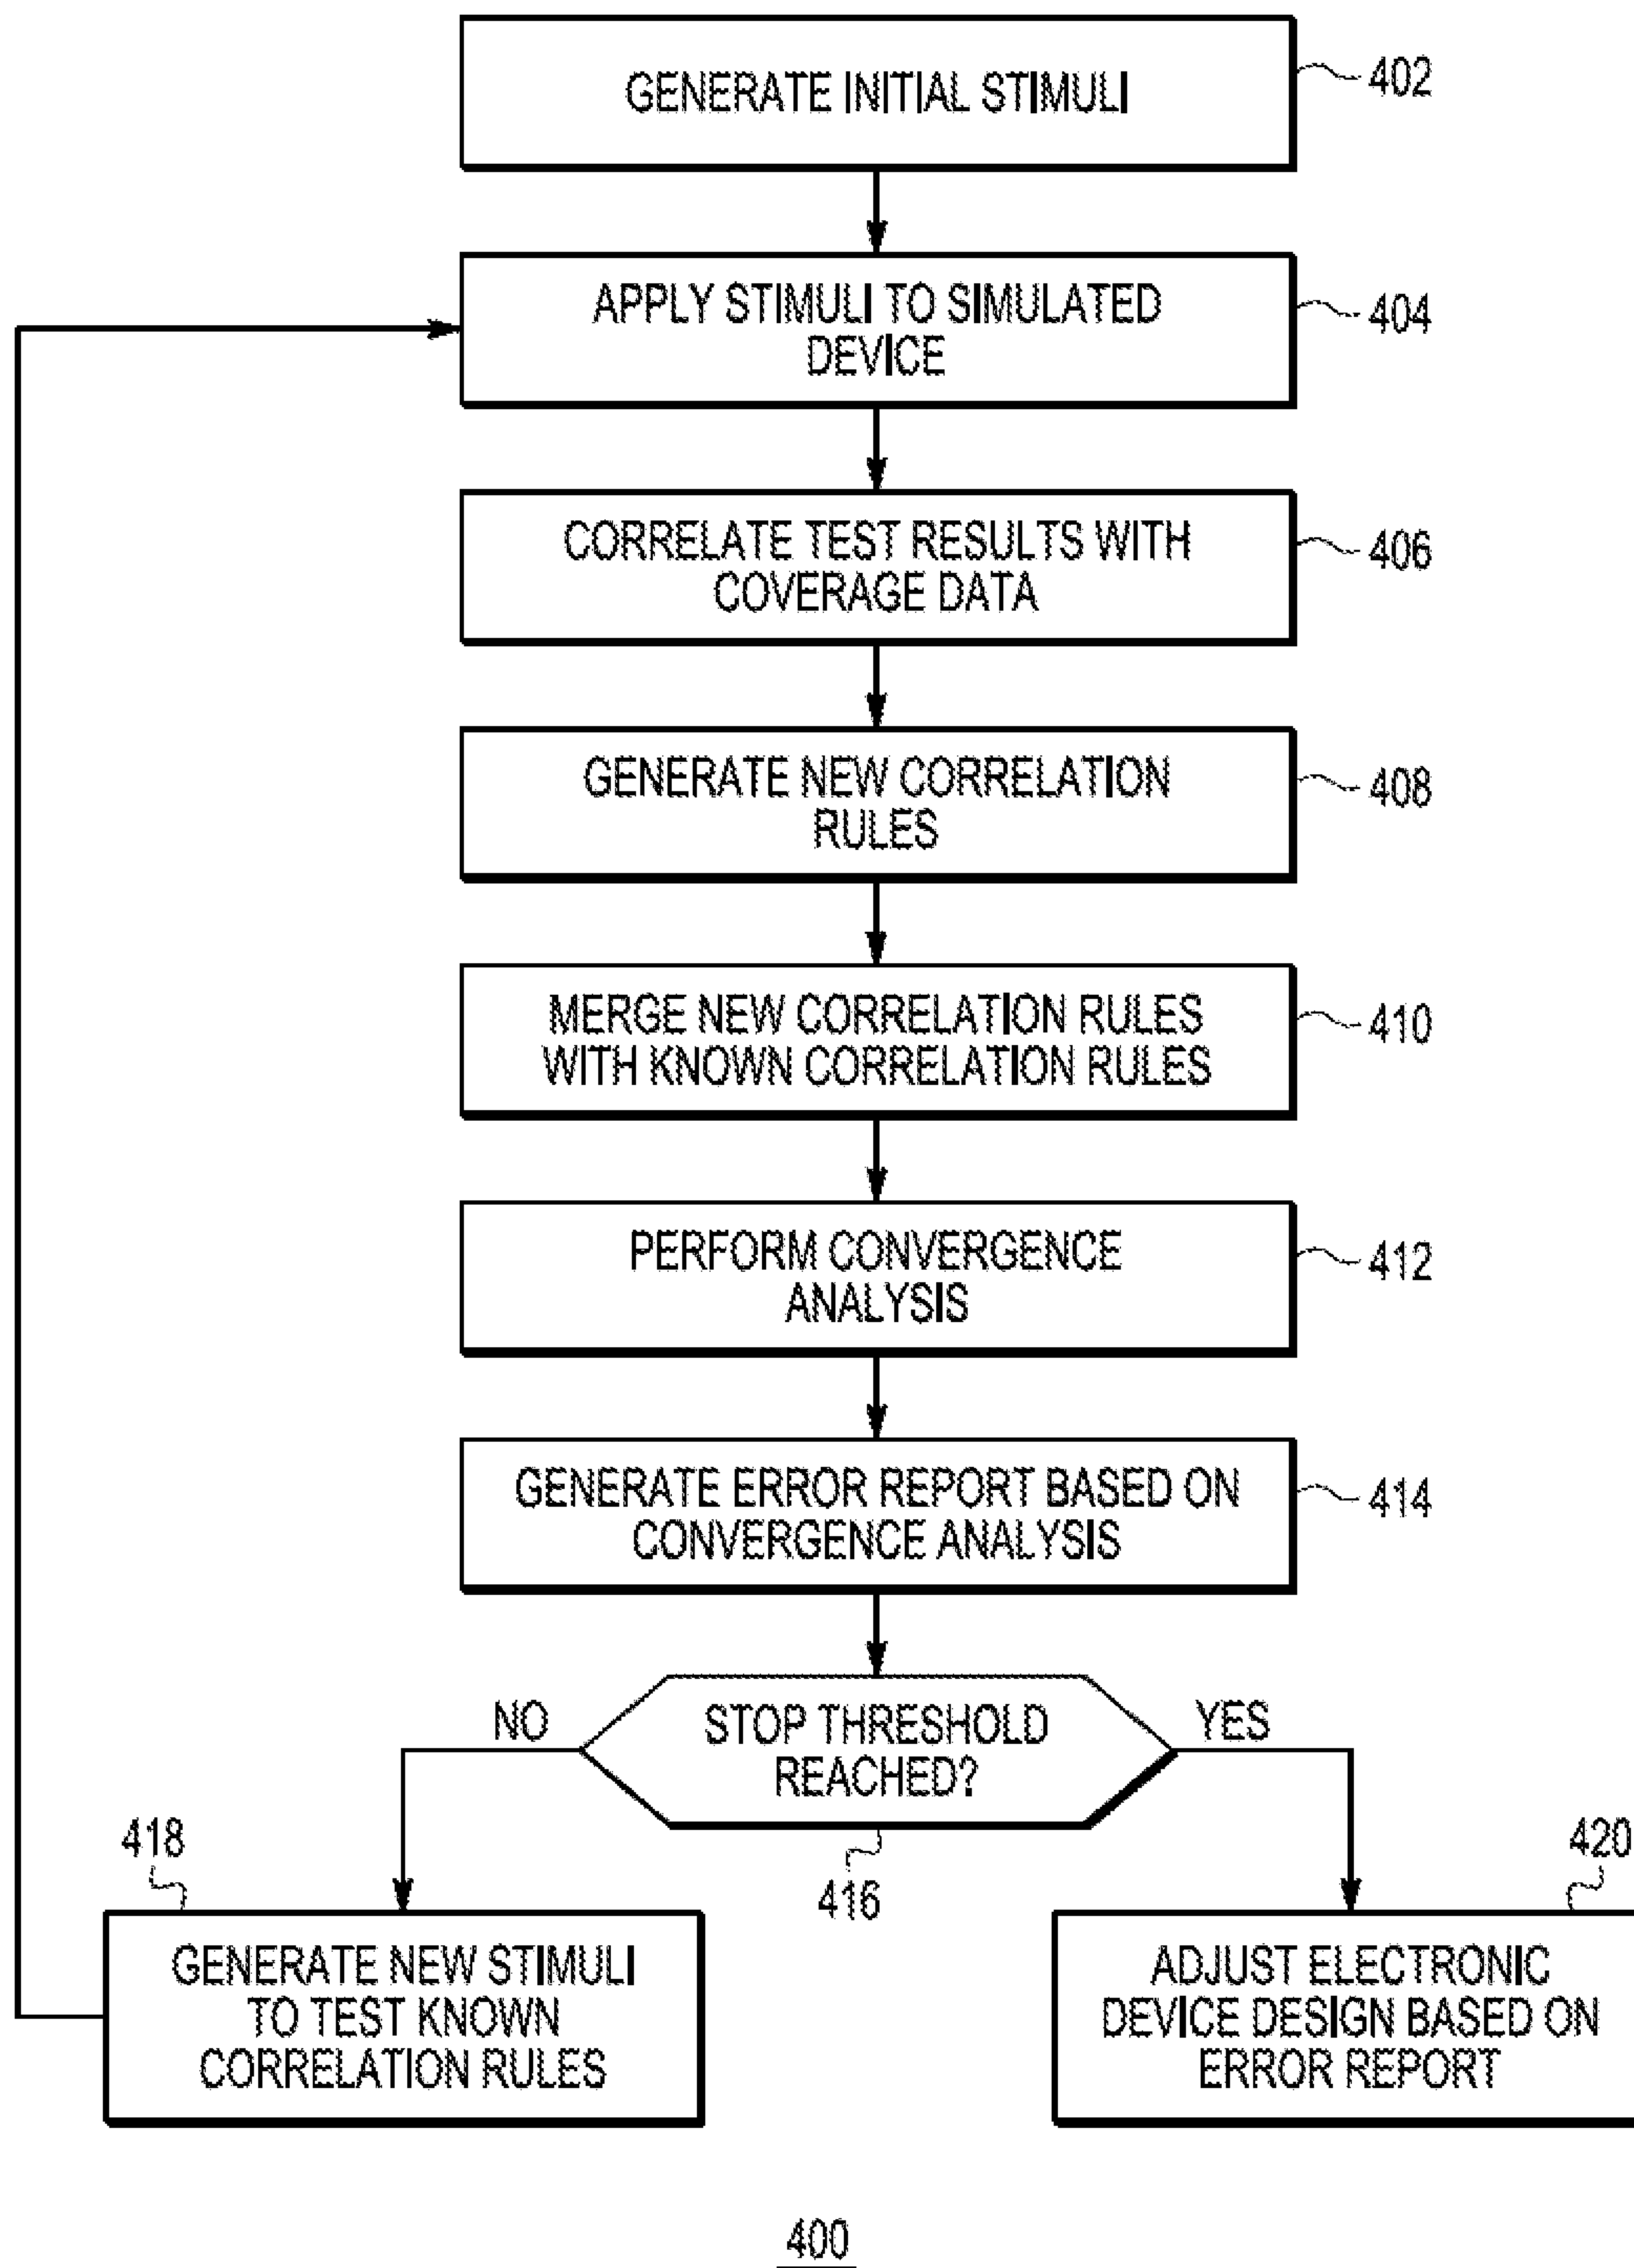 GENERATE INITIAL STIMULI
402
APPLY STIMULI TO SIMULATED
DEVICE
404
CORRELATE TEST RESULTS WITH
COVERAGE DATA
406
GENERATE NEW CORRELATION
RULES
408
MERGE NEW CORRELATION RULES
WITH KNOWN CORRELATION RULES
410
PERFORM CONVERGENCE
ANALYSIS
412
GENERATE ERROR REPORT BASED ON
CONVERGENCE ANALYSIS
414
NO
STOP THRESHOLD
REACHED?
YES
416
418
GENERATE NEW STIMULI
TO TEST KNOWN
CORRELATION RULES
420
ADJUST ELECTRONIC
DEVICE DESIGN BASED ON
ERROR REPORT
400